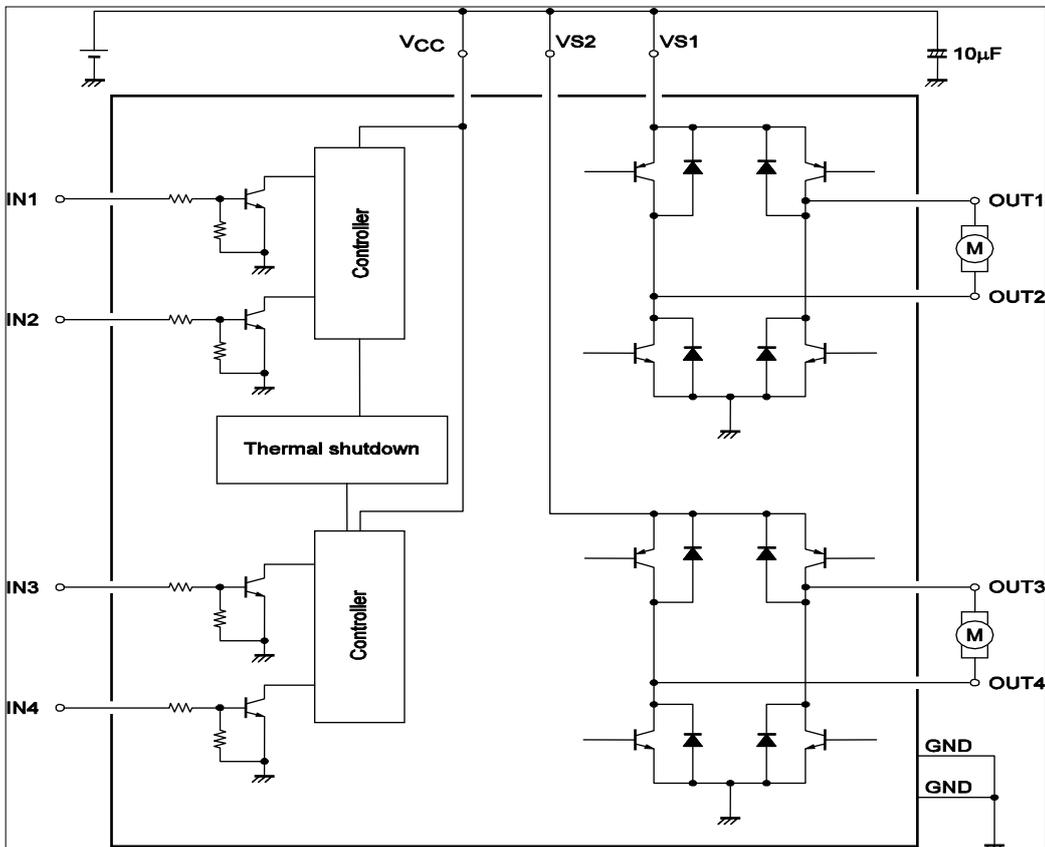 VCC
VS2
VS1
10μF
IN1
Controller
OUT1
M
IN2
OUT2
Thermal shutdown
IN3
Controller
OUT3
M
IN4
OUT4
GND
GND